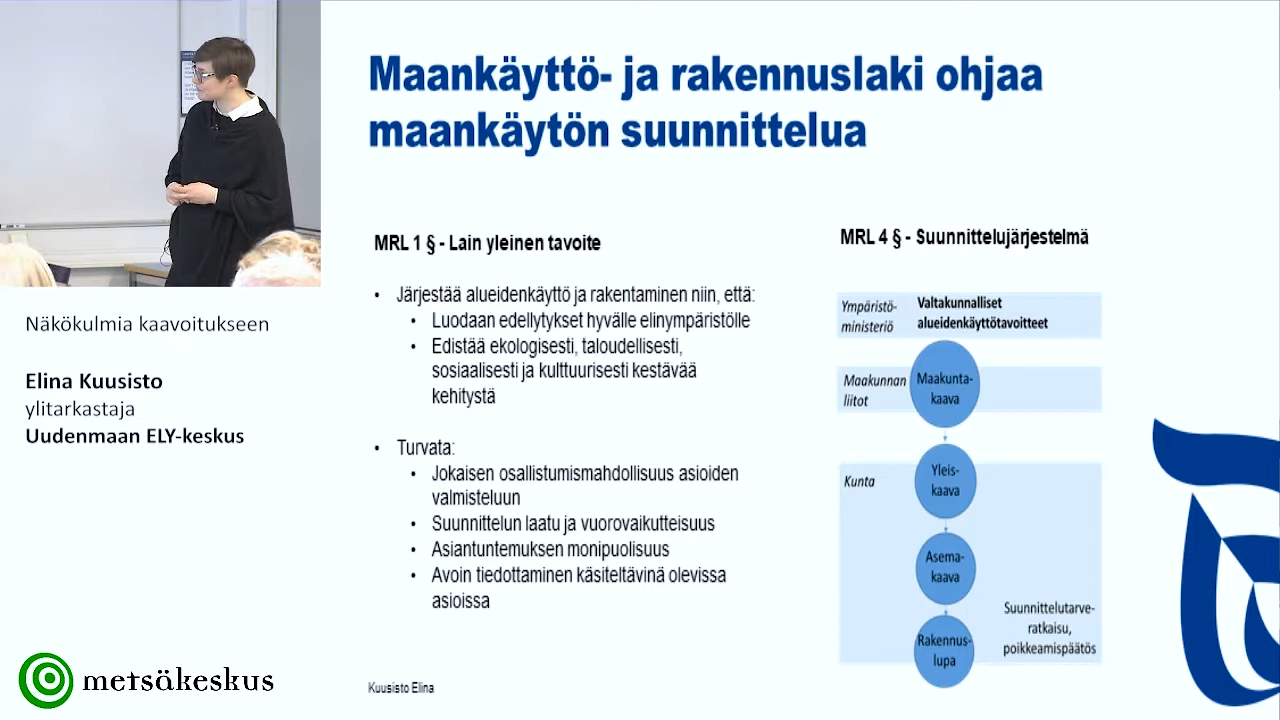 Maankäyttö- ja rakennuslaki ohjaa
maankäytön suunnittelua
MRL 1 § - Lain yleinen tavoite
• Järjestää alueidenkäyttö ja rakentaminen niin, että:
• Luodaan edellytykset hyvälle elinympäristölle
• Edistää ekologisesti, taloudellisesti,
sosiaalisesti ja kulttuurisesti kestävää
kehitystä
• Turvata:
• Jokaisen osallistumismahdollisuus asioiden
valmisteluun
• Suunnittelun laatu ja vuorovaikutteisuus
• Asiantuntemuksen monipuolisuus
• Avoin tiedottaminen käsiteltävinä olevissa
asioissa
MRL 4 § - Suunnittelujärjestelmä
Ympäristö-
ministeriö
Valtakunnalliset
alueidenkäyttötavoitteet
Maakunnan
liitot
Maakunta-
kaava
Kunta
Yleis-
kaava
Asema-
kaava
Rakennus-
lupa
Suunnittelutarve-
ratkaisu,
poikkeamispäätös
Näkökulmia kaavoitukseen
Elina Kuusisto
ylitarkastaja
Uudenmaan ELY-keskus
metsäkeskus
Kuusisto Elina